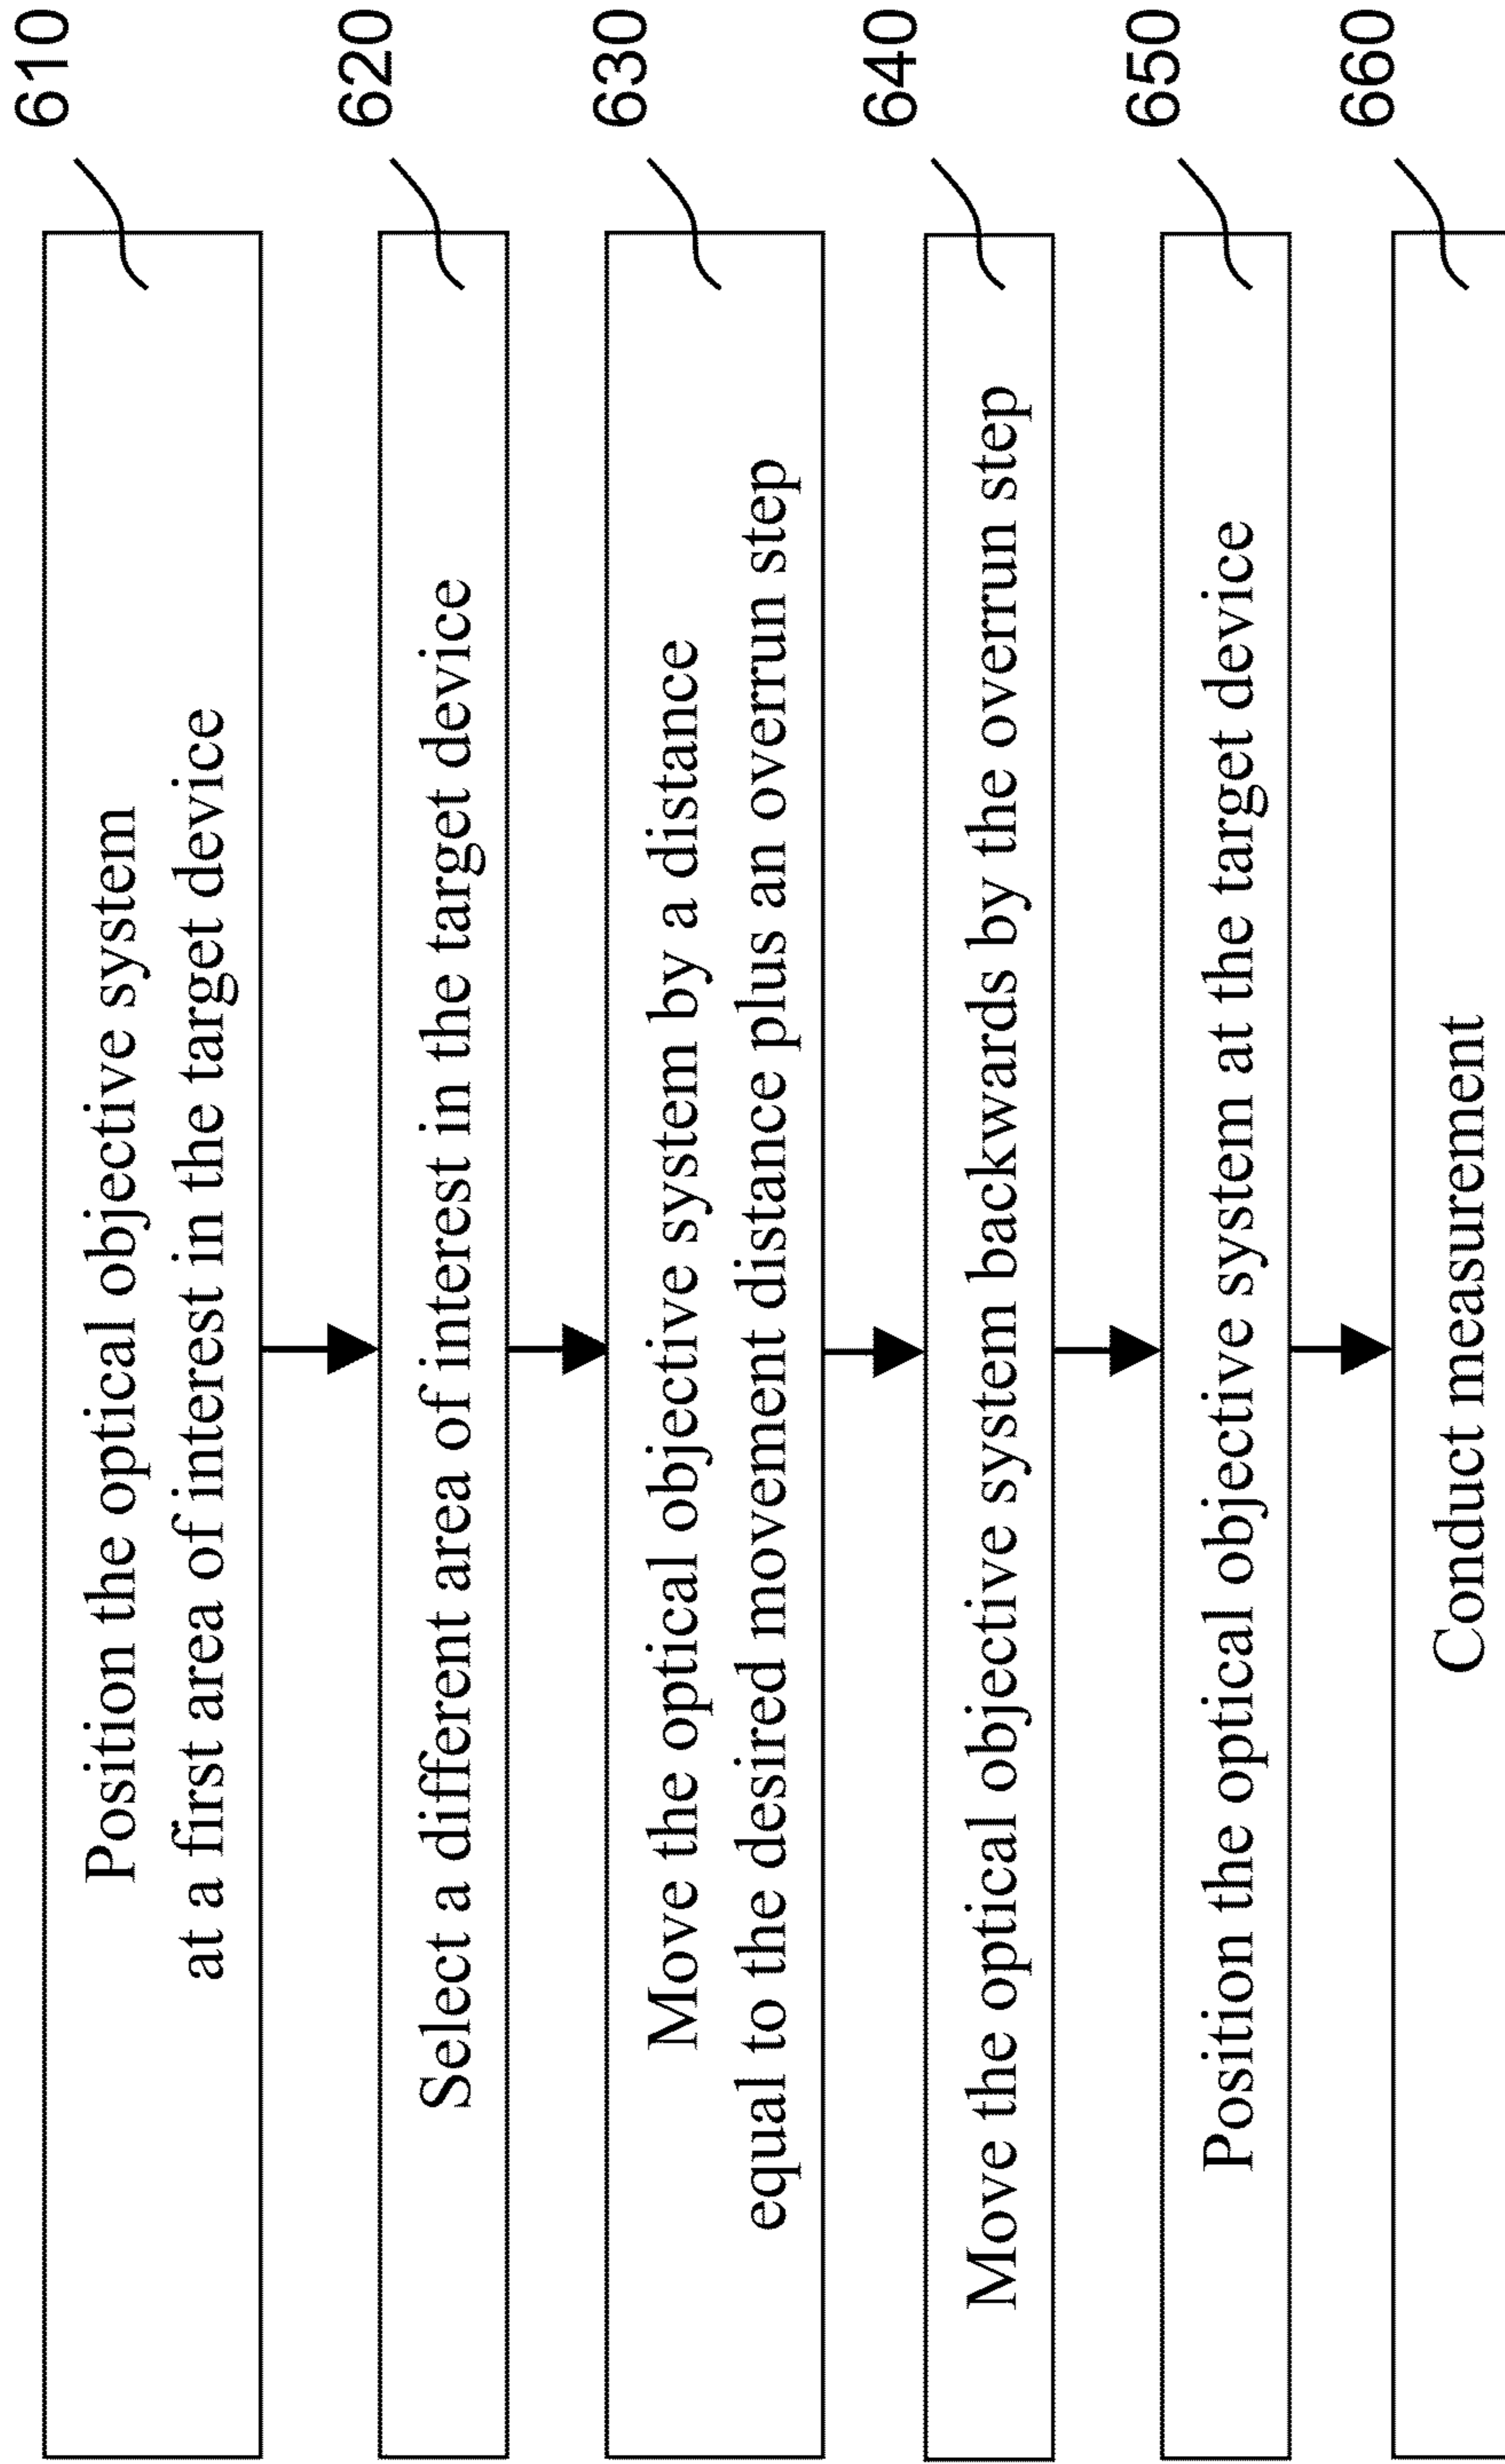 Position the optical objective system
at a first area of interest in the target device
610
Select a different area of interest in the target device
620
Move the optical objective system by a distance
equal to the desired movement distance plus an overrun step
630
Move the optical objective system backwards by the overrun step
640
Position the optical objective system at the target device
650
Conduct measurement
660